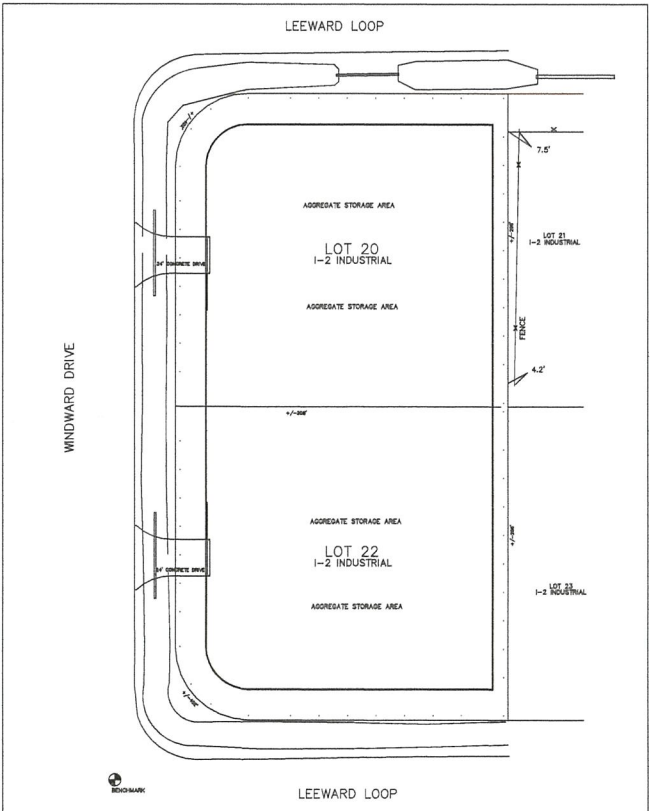 LEEWARD LOOP
7.5'
AGGREGATE STORAGE AREA
LOT 20
I-2 INDUSTRIAL
LOT 21
I-2 INDUSTRIAL
24' CONCRETE DRIVE
AGGREGATE STORAGE AREA
FENCE
WINDWARD DRIVE
4.2'
+/-208'
AGGREGATE STORAGE AREA
LOT 22
I-2 INDUSTRIAL
24' CONCRETE DRIVE
LOT 23
I-2 INDUSTRIAL
AGGREGATE STORAGE AREA
BENCHMARK
LEEWARD LOOP